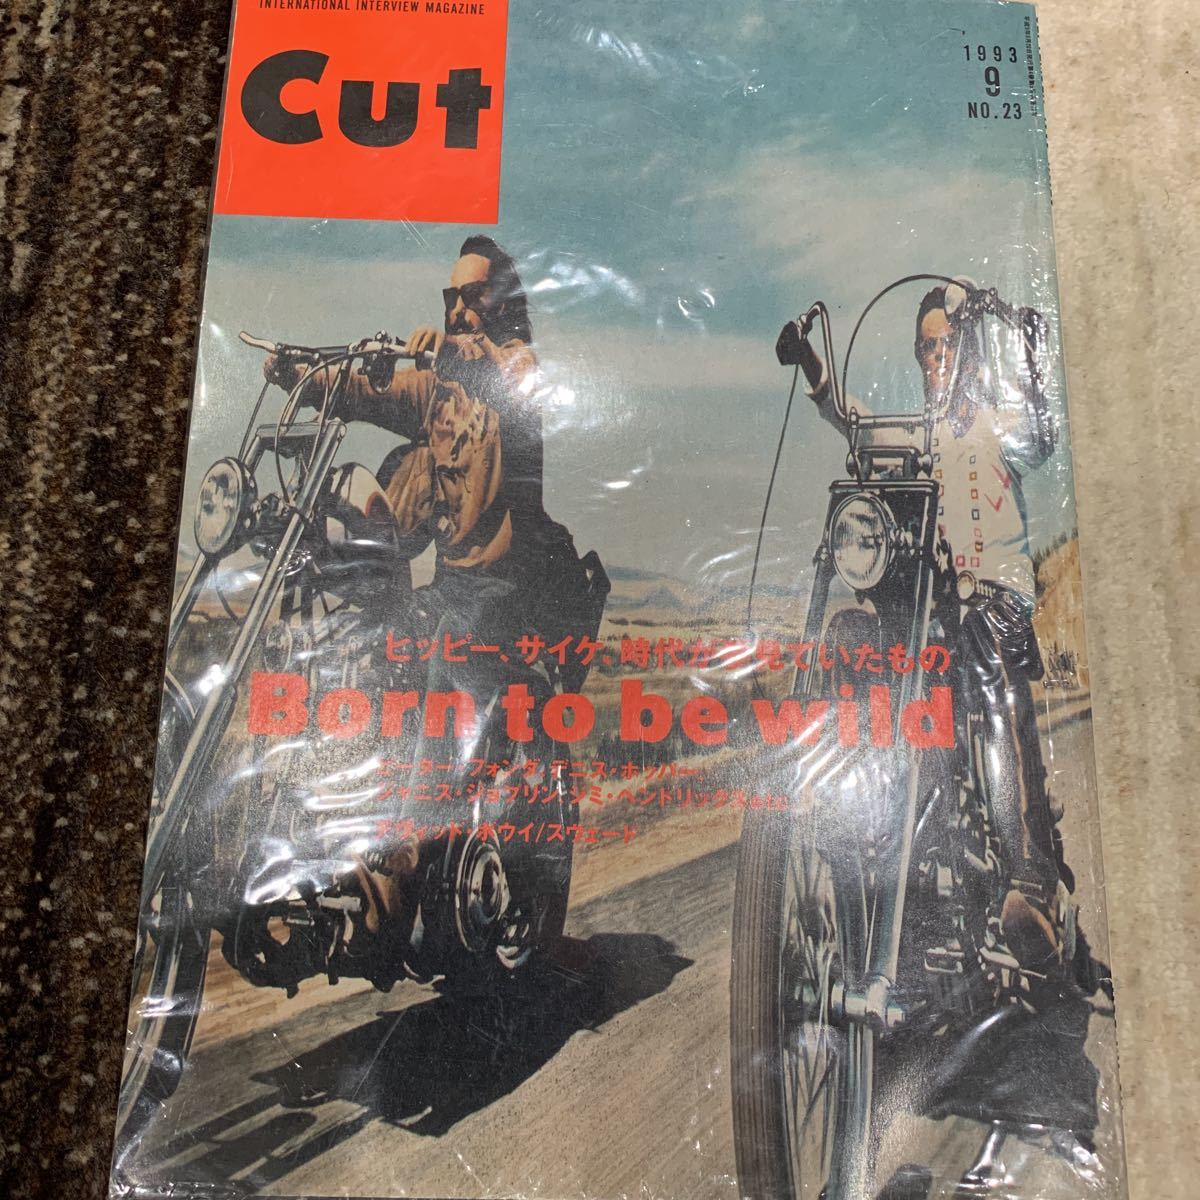 INTERNATIONAL INTERVIEW MAGAZINE
Cut
1993
9
NO.23
ヒッピー、サイケ、時代が夢見ていたもの
Born to be wild
ピーター・フォンダ、デニス・ホッパー、
ジャニス・ジョプリン、ジミ・ヘンドリックスetc.
デヴィッド・ボウイ/スウェード